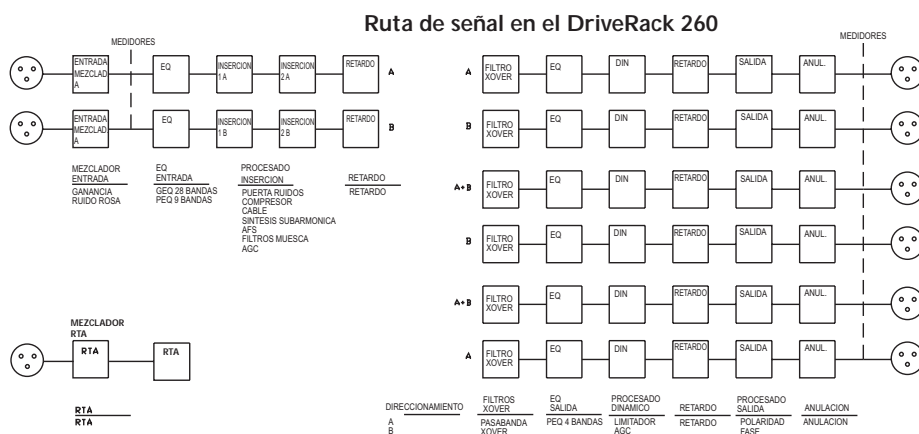 Ruta de señal en el DriveRack 260
MEDIDORES
MEDIDORES
ENTRADA
MEZCLAD
A
EQ
INSERCION
1 A
INSERCION
2 A
RETARDO
A
ENTRADA
MEZCLAD.
A
EQ
INSERCION
1 B
INSERCION
2 B
RETARDO
B
MEZCLADOR
ENTRADA
GANANCIA
RUIDO ROSA
EQ
ENTRADA
GEQ 28 BANDAS
PEQ 9 BANDAS
PROCESADO
INSERCION
PUERTA RUIDOS
COMPRESOR
CABLE
SINTESIS SUBARMONICA
AFS
FILTROS MUESCA
AGC
RETARDO
RETARDO
A
FILTRO
XOVER
EQ
DIN
RETARDO
SALIDA
ANUL.
B
FILTRO
XOVER
EQ
DIN
RETARDO
SALIDA
ANUL.
A+B
FILTRO
XOVER
EQ
DIN
RETARDO
SALIDA
ANUL.
B
FILTRO
XOVER
EQ
DIN
RETARDO
SALIDA
ANUL.
A+B
FILTRO
XOVER
EQ
DIN
RETARDO
SALIDA
ANUL.
A
FILTRO
XOVER
EQ
DIN
RETARDO
SALIDA
ANUL.
MEZCLADOR
RTA
RTA
RTA
RTA
RTA
DIRECCIONAMIENTO
A
B
FILTROS
XOVER
PASABANDA
XOVER
EQ
SALIDA
PEQ 4 BANDAS
PROCESADO
DINAMICO
LIMITADOR
AGC
RETARDO
RETARDO
PROCESADO
SALIDA
POLARIDAD
FASE
ANULACION
ANULACION